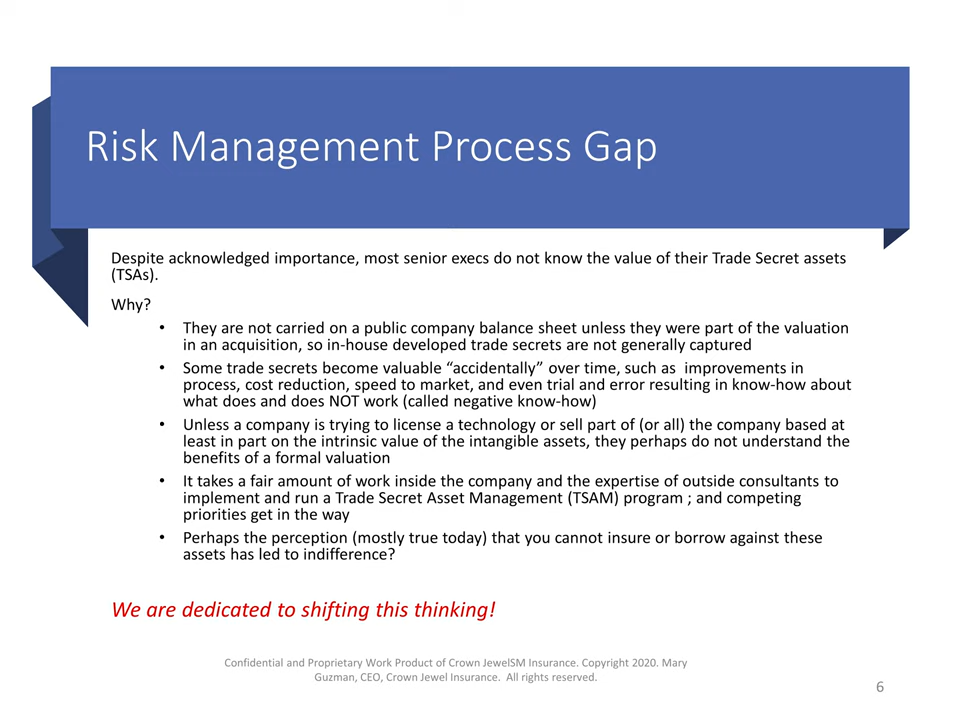 Risk Management Process Gap
Despite acknowledged importance, most senior execs do not know the value of their Trade Secret assets
(TSAs).
Why?
• They are not carried on a public company balance sheet unless they were part of the valuation
in an acquisition, so in-house developed trade secrets are not generally captured
• Some trade secrets become valuable “accidentally” over time, such as  improvements in
process, cost reduction, speed to market, and even trial and error resulting in know-how about
what does and does NOT work (called negative know-how)
• Unless a company is trying to license a technology or sell part of (or all) the company based at
least in part on the intrinsic value of the intangible assets, they perhaps do not understand the
benefits of a formal valuation
• It takes a fair amount of work inside the company and the expertise of outside consultants to
implement and run a Trade Secret Asset Management (TSAM) program ; and competing
priorities get in the way
• Perhaps the perception (mostly true today) that you cannot insure or borrow against these
assets has led to indifference?
We are dedicated to shifting this thinking!
Confidential and Proprietary Work Product of Crown JewelSM Insurance. Copyright 2020. Mary
Guzman, CEO, Crown Jewel Insurance.  All rights reserved.
6